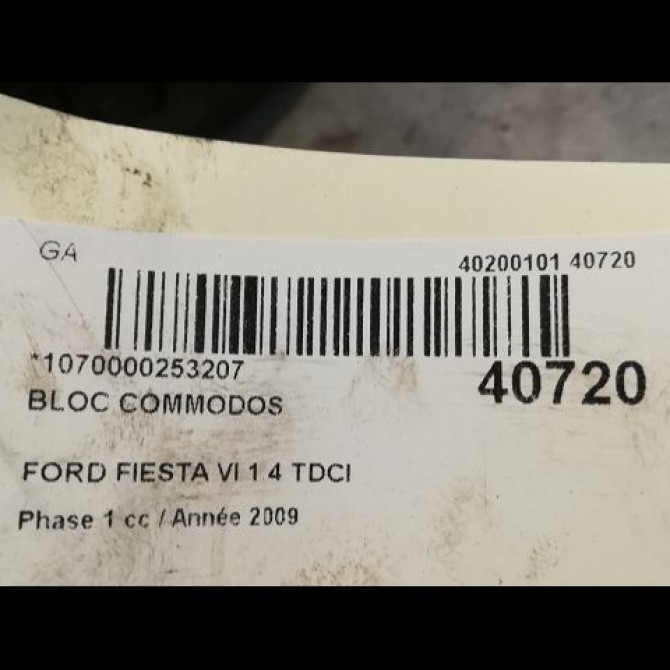 GA
40200101 40720
*1070000253207
40720
BLOC COMMODOS
FORD FIESTA VI 1 4 TDCI
Phase 1 cc / Année 2009